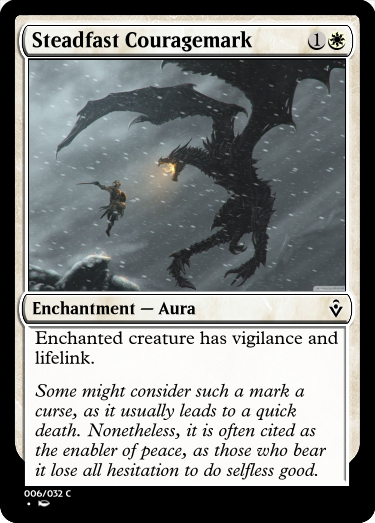 Steadfast Couragemark 1
Enchantment — Aura
Enchanted creature has vigilance and
lifelink.
Some might consider such a mark a
curse, as it usually leads to a quick
death. Nonetheless, it is often cited as
the enabler of peace, as those who bear
it lose all hesitation to do selfless good.
006/032 C